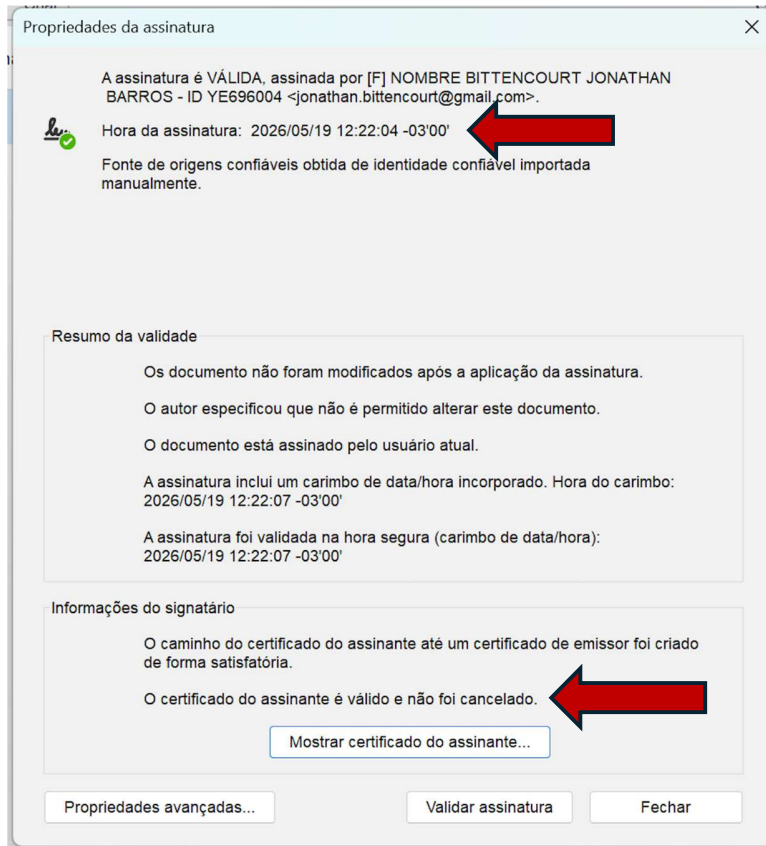 Propriedades da assinatura
A assinatura é VÁLIDA, assinada por [F] NOMBRE BITTENCOURT JONATHAN
BARROS - ID YE696004 <jonathan.bittencourt@gmail.com>.
Hora da assinatura: 2026/05/19 12:22:04 -03'00'
Fonte de origens confiáveis obtida de identidade confiável importada
manualmente.
Resumo da validade
Os documento não foram modificados após a aplicação da assinatura.
O autor especificou que não é permitido alterar este documento.
O documento está assinado pelo usuário atual.
A assinatura inclui um carimbo de data/hora incorporado. Hora do carimbo:
2026/05/19 12:22:07 -03'00'
A assinatura foi validada na hora segura (carimbo de data/hora):
2026/05/19 12:22:07 -03'00'
Informações do signatário
O caminho do certificado do assinante até um certificado de emissor foi criado
de forma satisfatória.
O certificado do assinante é válido e não foi cancelado.
Mostrar certificado do assinante...
Propriedades avançadas...
Validar assinatura
Fechar